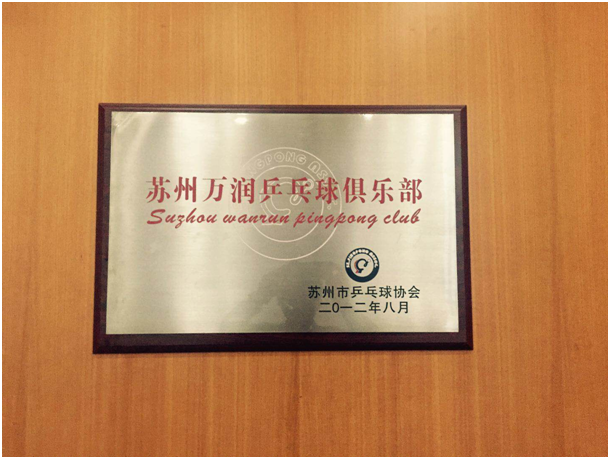 苏州万润乒乓球俱乐部
Suzhou wanrun pingpong club
苏州市乒乓球协会
二0一二年八月